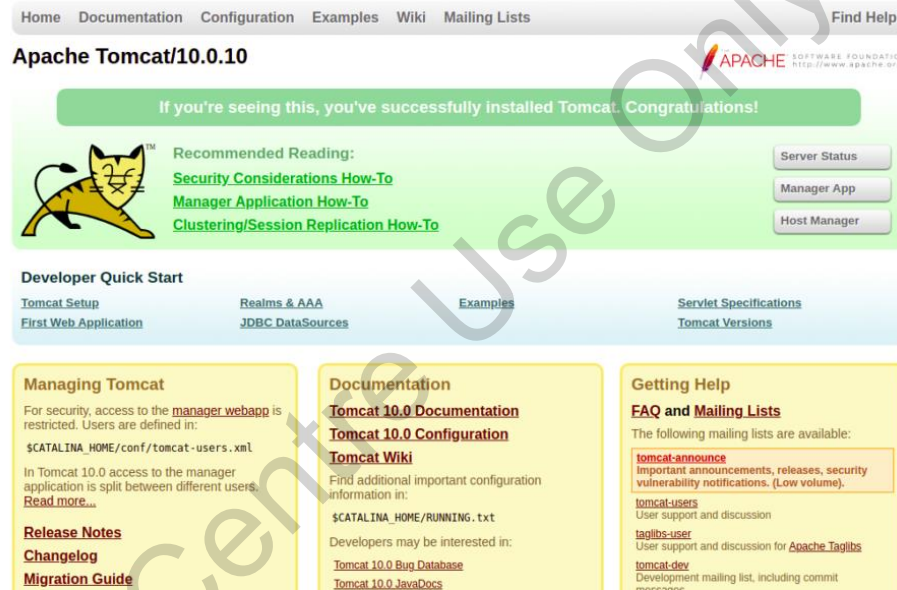 Home Documentation Configuration Examples Wiki Mailing Lists Find Help
Apache Tomcat/10.0.10
THE APACHE SOFTWARE FOUNDATIO
http://www.apache.or
If you're seeing this, you've successfully installed Tomcat. Congratulations!
TM
Recommended Reading:
Security Considerations How-To
Manager Application How-To
Clustering/Session Replication How-To
Server Status
Manager App
Host Manager
Developer Quick Start
Tomcat Setup
First Web Application
Realms & AAA
JDBC DataSources
Examples
Servlet Specifications
Tomcat Versions
Managing Tomcat
For security, access to the manager webapp is
restricted. Users are defined in:
$CATALINA_HOME/conf/tomcat-users.xml
In Tomcat 10.0 access to the manager
application is split between different users.
Read more...
Release Notes
Changelog
Migration Guide
Documentation
Tomcat 10.0 Documentation
Tomcat 10.0 Configuration
Tomcat Wiki
Find additional important configuration
information in:
$CATALINA_HOME/RUNNING.txt
Developers may be interested in:
Tomcat 10.0 Bug Database
Tomcat 10.0 JavaDocs
Getting Help
FAQ and Mailing Lists
The following mailing lists are available:
tomcat-announce
Important announcements, releases, security
vulnerability notifications. (Low volume).
tomcat-users
User support and discussion
taglibs-user
User support and discussion for Apache Taglibs
tomcat-dev
Development mailing list, including commit
messages
Centre Use Only